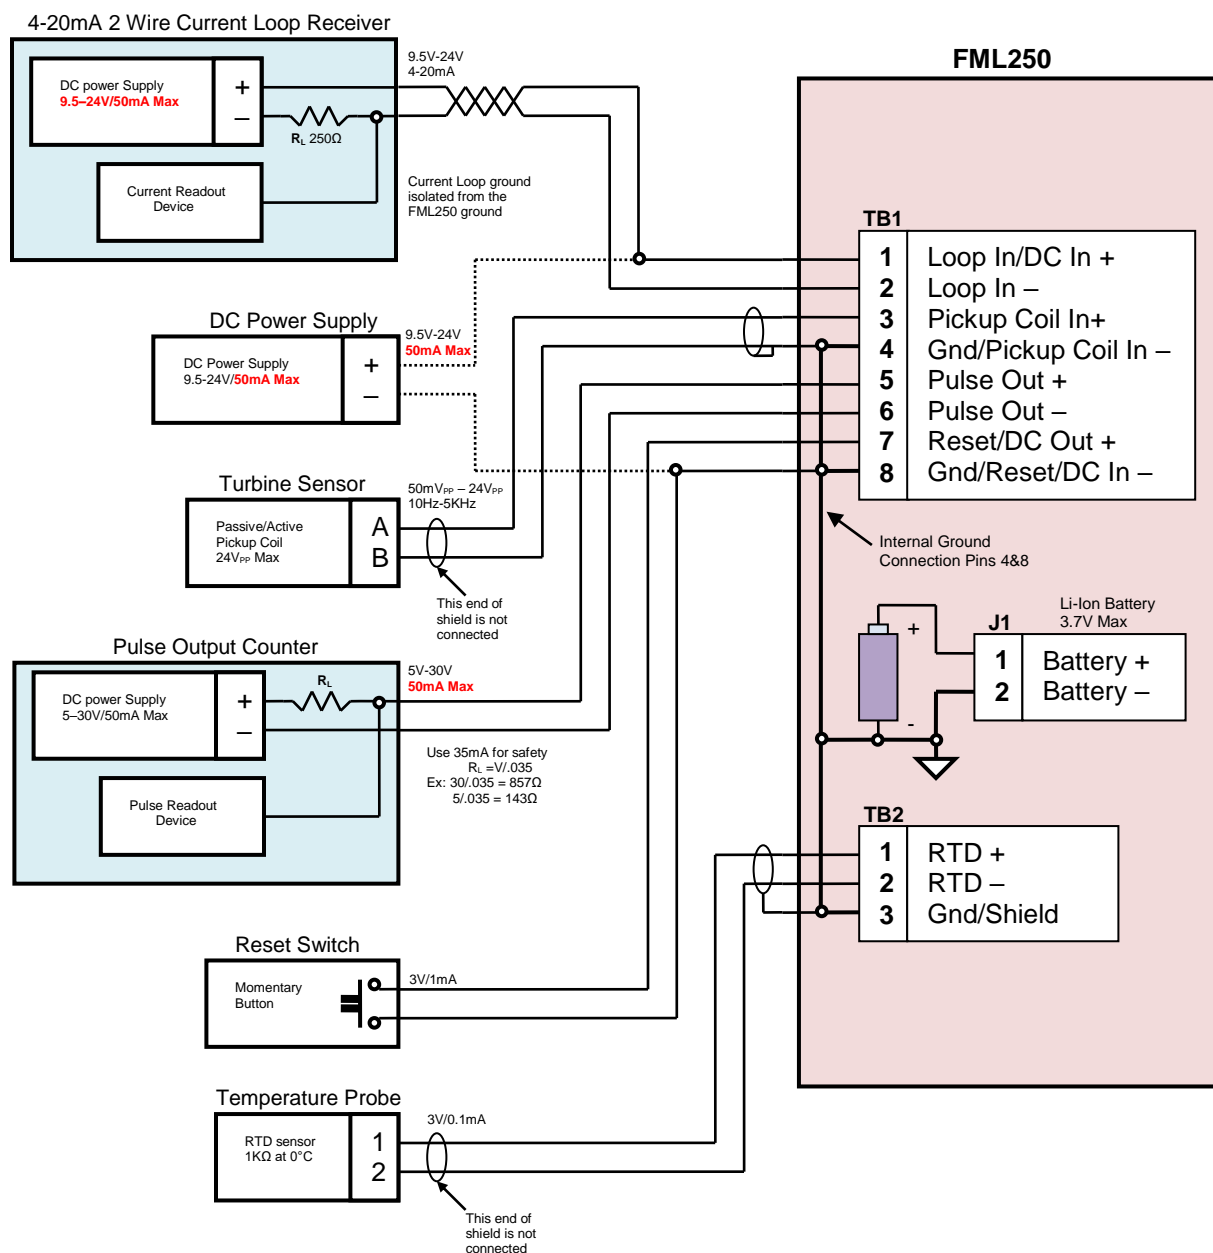 4-20mA 2 Wire Current Loop Receiver
DC power Supply
9.5–24V/50mA Max
+
–
RL 250Ω
Current Readout
Device
9.5V-24V
4-20mA
Current Loop ground
isolated from the
FML250 ground
DC Power Supply
DC Power Supply
9.5-24V/50mA Max
+
–
9.5V-24V
50mA Max
Turbine Sensor
Passive/Active
Pickup Coil
24VPP Max
A
B
50mVPP – 24VPP
10Hz-5KHz
This end of
shield is not
connected
Pulse Output Counter
DC power Supply
5–30V/50mA Max
+
–
RL
Pulse Readout
Device
5V-30V
50mA Max
Use 35mA for safety
RL =V/.035
Ex: 30/.035 = 857Ω
5/.035 = 143Ω
Reset Switch
Momentary
Button
3V/1mA
Temperature Probe
RTD sensor
1KΩ at 0°C
1
2
3V/0.1mA
This end of
shield is not
connected
FML250
TB1
1 Loop In/DC In +
2 Loop In –
3 Pickup Coil In+
4 Gnd/Pickup Coil In –
5 Pulse Out +
6 Pulse Out –
7 Reset/DC Out +
8 Gnd/Reset/DC In –
Internal Ground
Connection Pins 4&8
+
-
Li-Ion Battery
3.7V Max
J1
1 Battery +
2 Battery –
TB2
1 RTD +
2 RTD –
3 Gnd/Shield